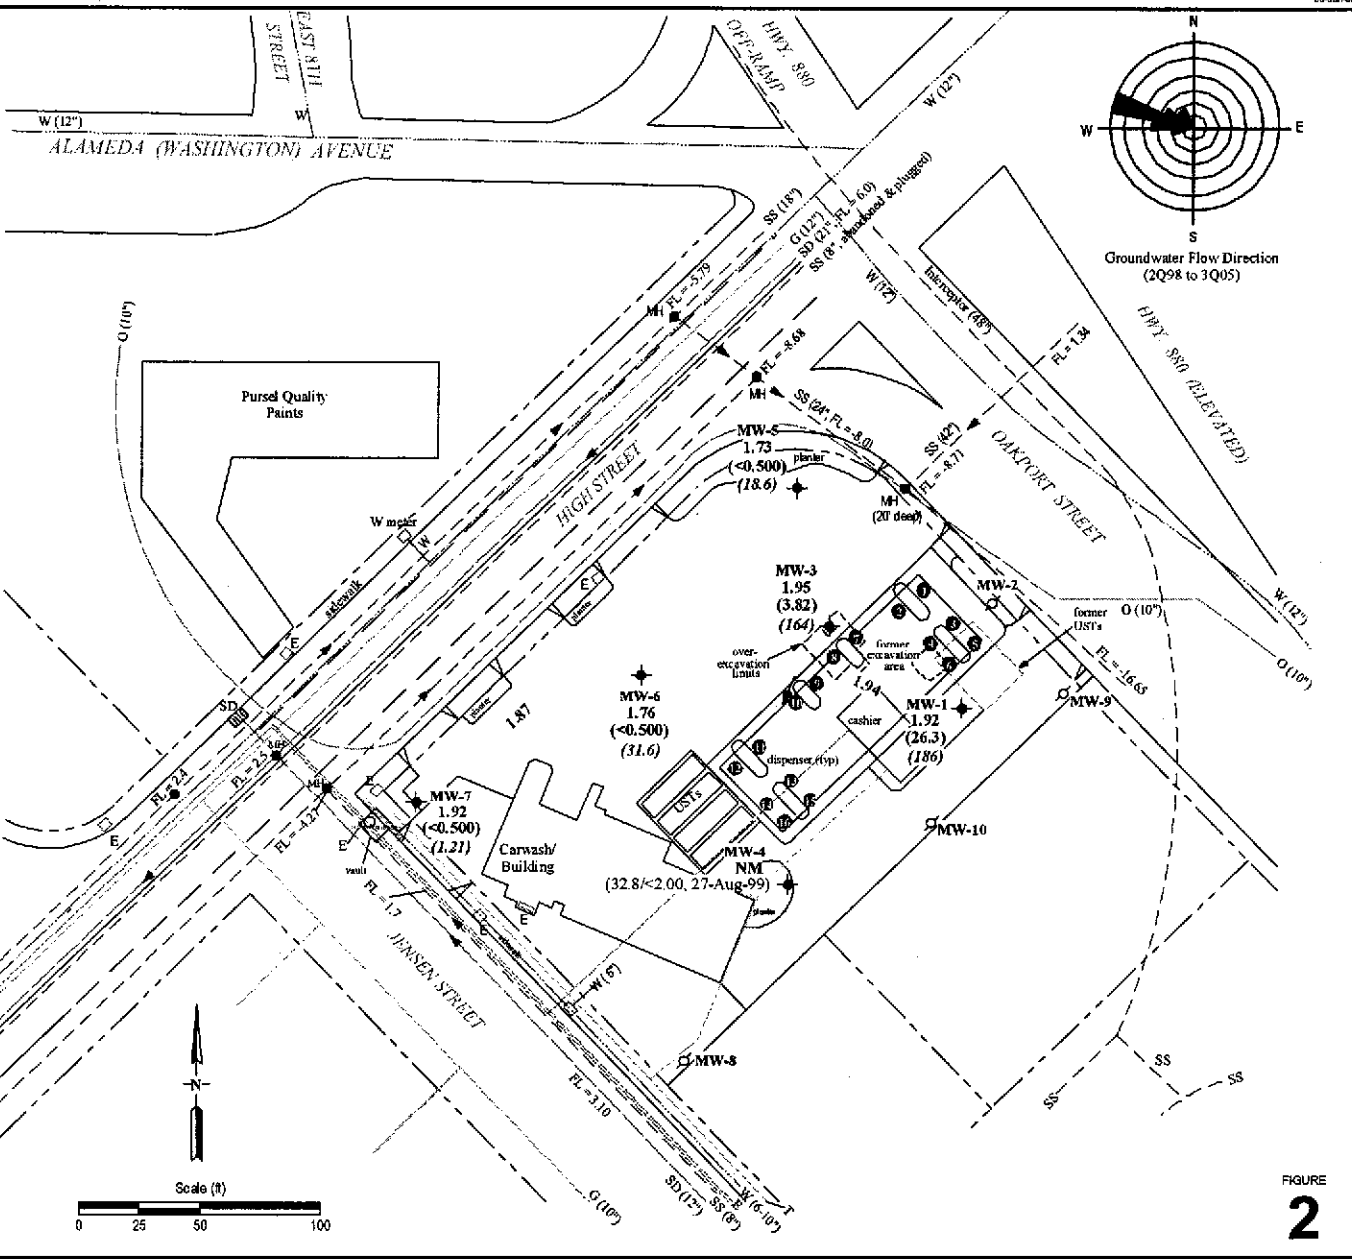 N
W
E
S
Groundwater Flow Direction
(2Q98 to 3Q05)
EAST 8TH
STREET
HWY. 880
OFF-RAMP
W (12")
W
W (12")
ALAMEDA (WASHINGTON) AVENUE
SS (18")
G (12")
SD (21", FL = 6.0)
SS (8", abandoned & plugged)
W (12")
Interceptor (48")
HWY. 880 (ELEVATED)
FL = 1.34
FL = -5.79
MH
FL = -8.68
MH
SS (24", FL = -8.0)
SS (42")
FL = -8.71
MH
(20' deep)
OAKPORT STREET
O (10")
Pursel Quality
Paints
HIGH STREET
MW-5
1.73
(<0.500)
(18.6)
planter
W meter
W
sidewalk
E
E
planter
MW-3
1.95
(3.82)
(164)
over-
excavation
limits
former
excavation
area
1.94
MW-2
former
USTs
O (10")
W (12")
O (10")
FL = -16.65
MW-9
MW-1
1.92
(26.3)
(186)
cashier
dispenser (typ)
MW-6
1.76
(<0.500)
(31.6)
1.87
planter
SD
FL = 2.4
FL = 2.5
MH
FL = -4.27
E
E
E
vault
MW-7
1.92
(<0.500)
(1.21)
Carwash/
Building
USTs
MW-4
NM
(32.8/<2.00, 27-Aug-99)
planter
MW-10
FL = 1.7
E
E
sidewalk
JENSEN STREET
W (6")
MW-8
FL = 3.10
SS
SS
SS
G (10")
SD (12")
SS (8")
E
W (6-10")
T
N
Scale (ft)
0 25 50 100
FIGURE
2